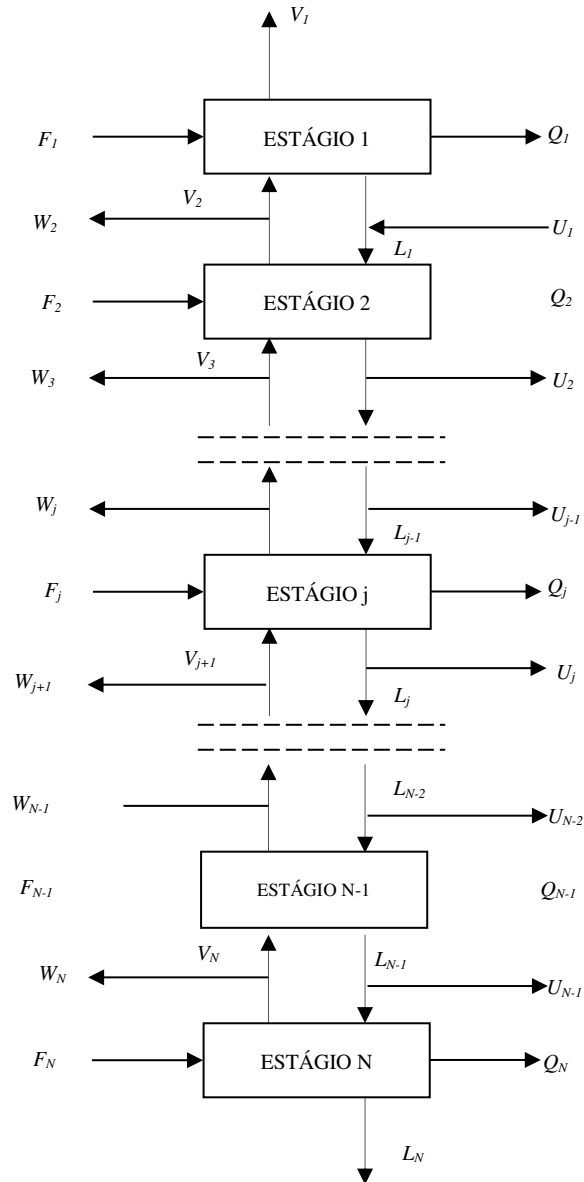 V1
F1 ESTÁGIO 1 Q1
W2 V2 U1
L1
F2 ESTÁGIO 2 Q2
W3 V3 U2
Wj Uj-1
Lj-1
Fj ESTÁGIO j Qj
Wj+1 Vj+1 Uj
Lj
WN-1 LN-2 UN-2
FN-1 ESTÁGIO N-1 QN-1
WN VN LN-1 UN-1
FN ESTÁGIO N QN
LN